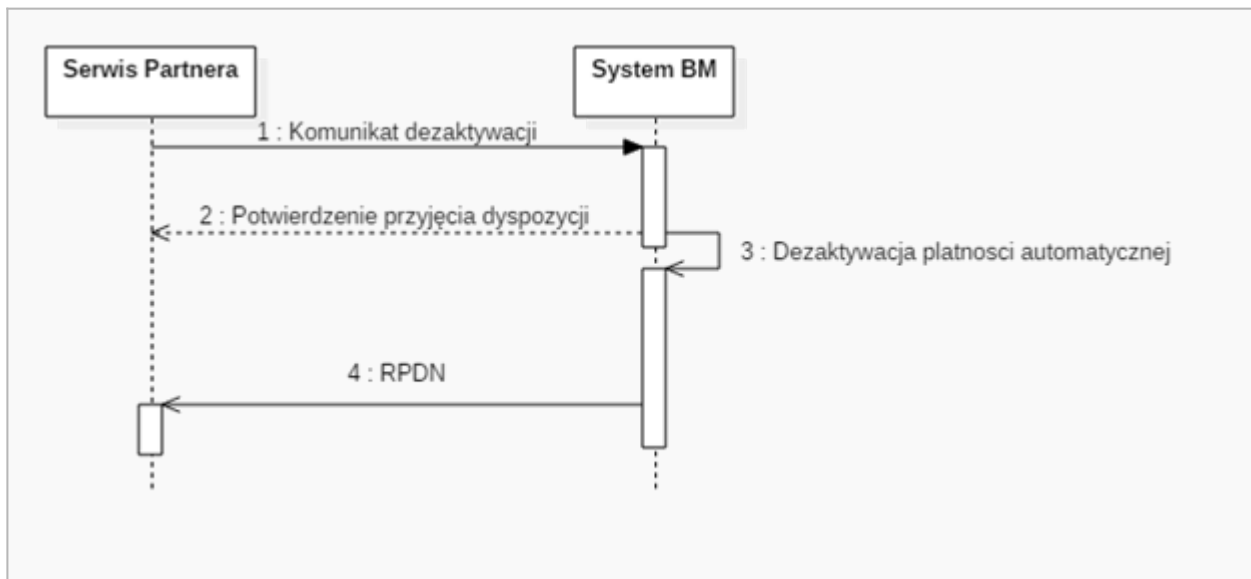 Serwis Partnera
System BM
1 : Komunikat dezaktywacji
2 : Potwierdzenie przyjęcia dyspozycji
3 : Dezaktywacja platnosci automatycznej
4 : RPDN